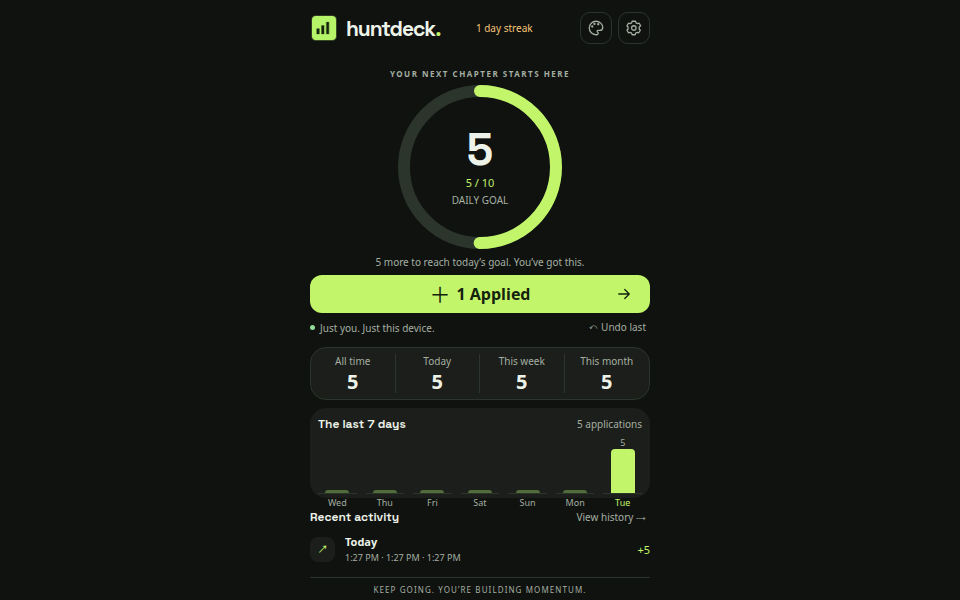 huntdeck.
1 day streak
YOUR NEXT CHAPTER STARTS HERE
5
5 / 10
DAILY GOAL
5 more to reach today's goal. You've got this.
+ 1 Applied →
Just you. Just this device.
↶ Undo last
All time Today This week This month
5 5 5 5
The last 7 days 5 applications
5
Wed Thu Fri Sat Sun Mon Tue
Recent activity View history →
↗ Today
1:27 PM · 1:27 PM · 1:27 PM
+5
KEEP GOING. YOU'RE BUILDING MOMENTUM.